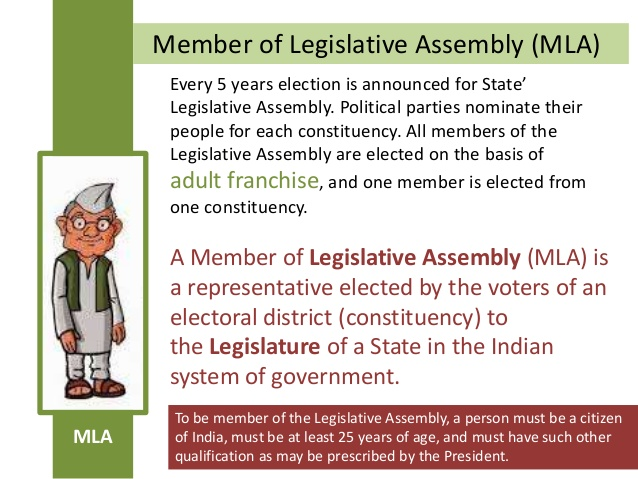 Member of Legislative Assembly (MLA)
Every 5 years election is announced for State’
Legislative Assembly. Political parties nominate their
people for each constituency. All members of the
Legislative Assembly are elected on the basis of
adult franchise, and one member is elected from
one constituency.
A Member of Legislative Assembly (MLA) is
a representative elected by the voters of an
electoral district (constituency) to
the Legislature of a State in the Indian
system of government.
MLA
To be member of the Legislative Assembly, a person must be a citizen
of India, must be at least 25 years of age, and must have such other
qualification as may be prescribed by the President.